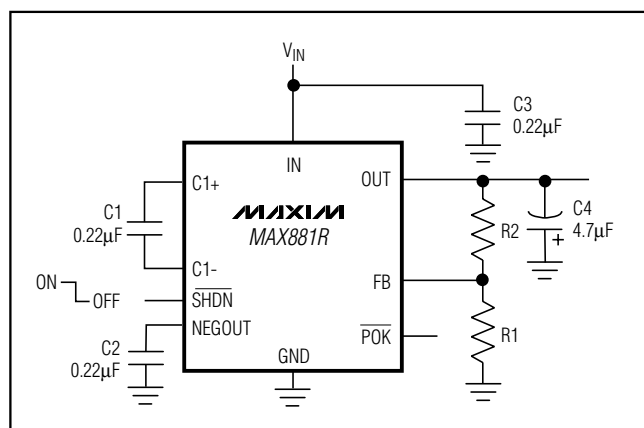 VIN
C3
0.22µF
IN
C1+
OUT
MAXIM
MAX881R
C1
0.22µF
C4
4.7µF
+
R2
C1-
ON
OFF
SHDN
FB
NEGOUT
POK
R1
C2
0.22µF
GND